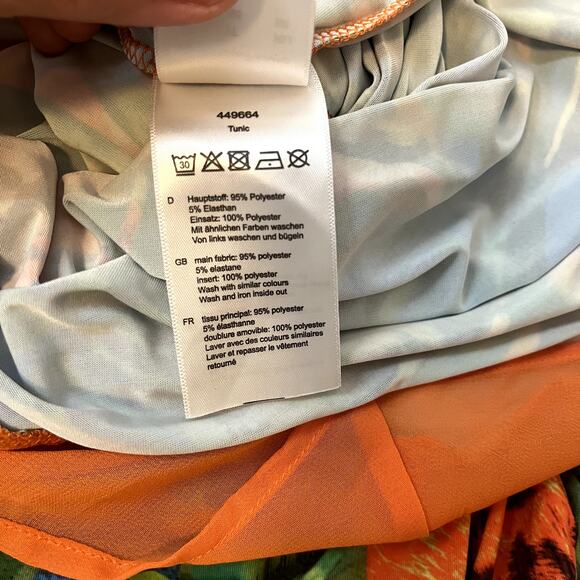 449664
Tunic
30
D Hauptstoff: 95% Polyester
5% Elasthan
Einsatz: 100% Polyester
Mit ähnlichen Farben waschen
Von links waschen und bügeln
GB main fabric: 95% polyester
5% elastane
insert: 100% polyester
Wash with similar colours
Wash and iron inside out
FR tissu principal: 95% polyester
5% élasthanne
doublure amovible: 100% polyester
Laver avec des couleurs similaires
Laver et repasser le vêtement
retourné